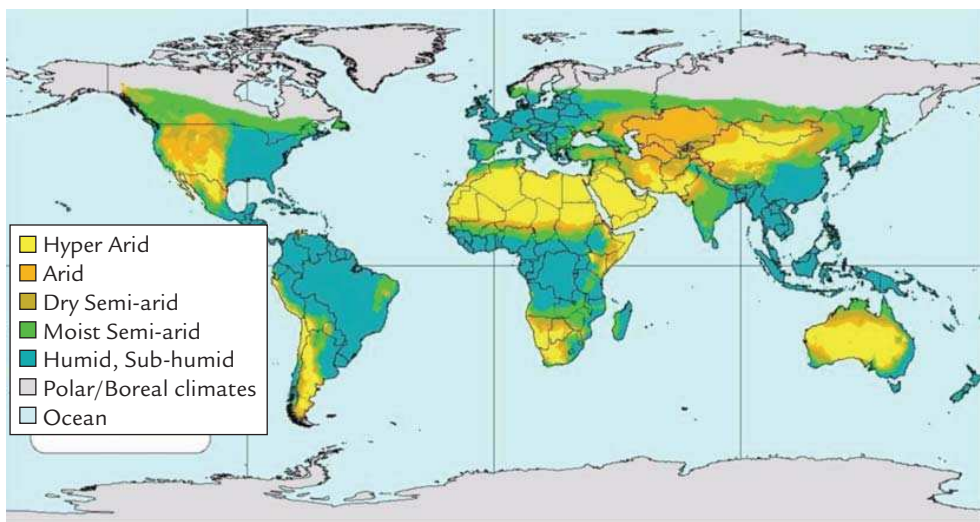 Hyper Arid
Arid
Dry Semi-arid
Moist Semi-arid
Humid, Sub-humid
Polar/Boreal climates
Ocean